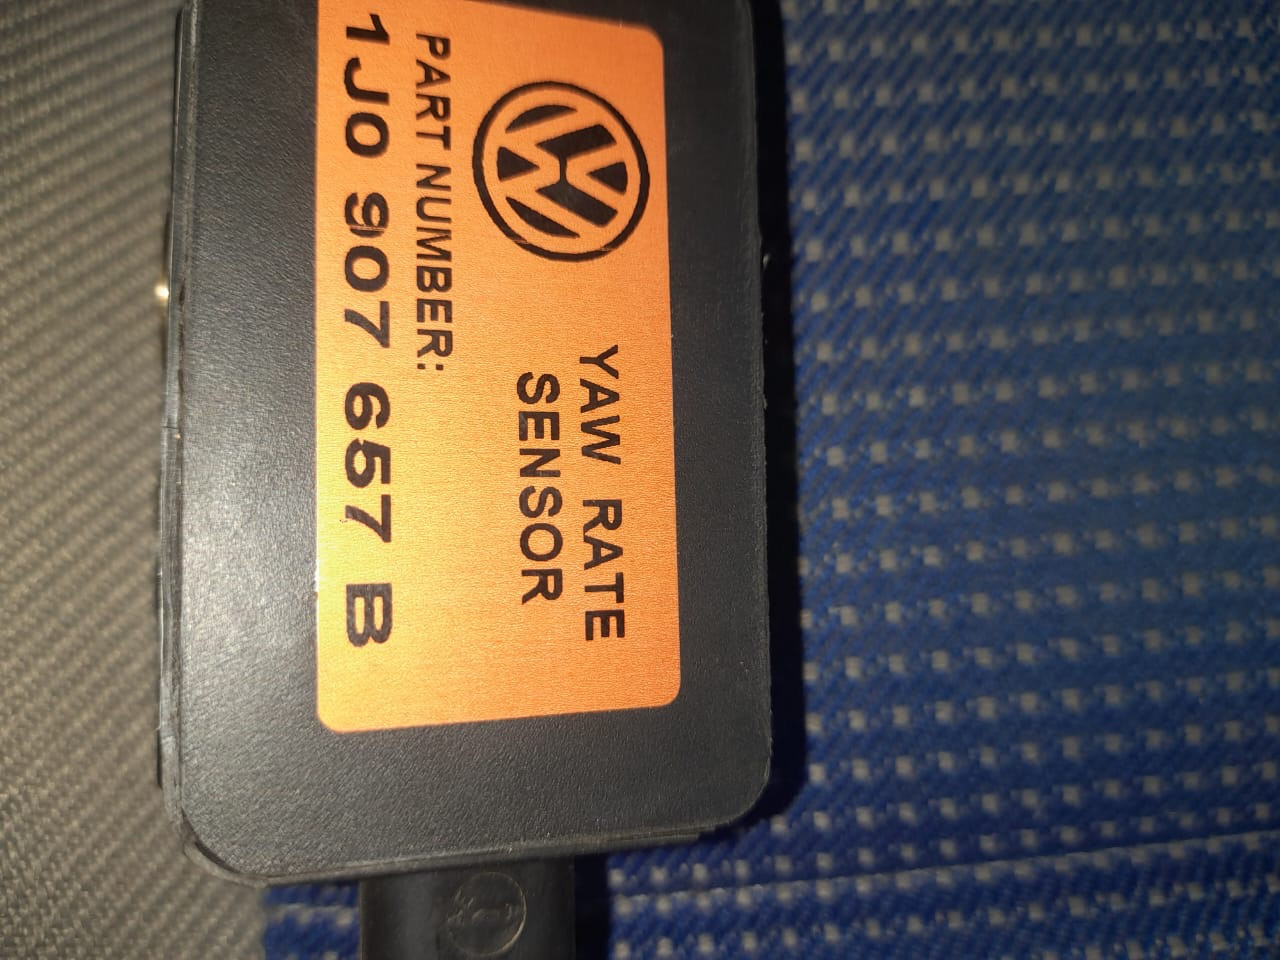 YAW RATE
SENSOR
PART NUMBER:
1J0 907 657 B